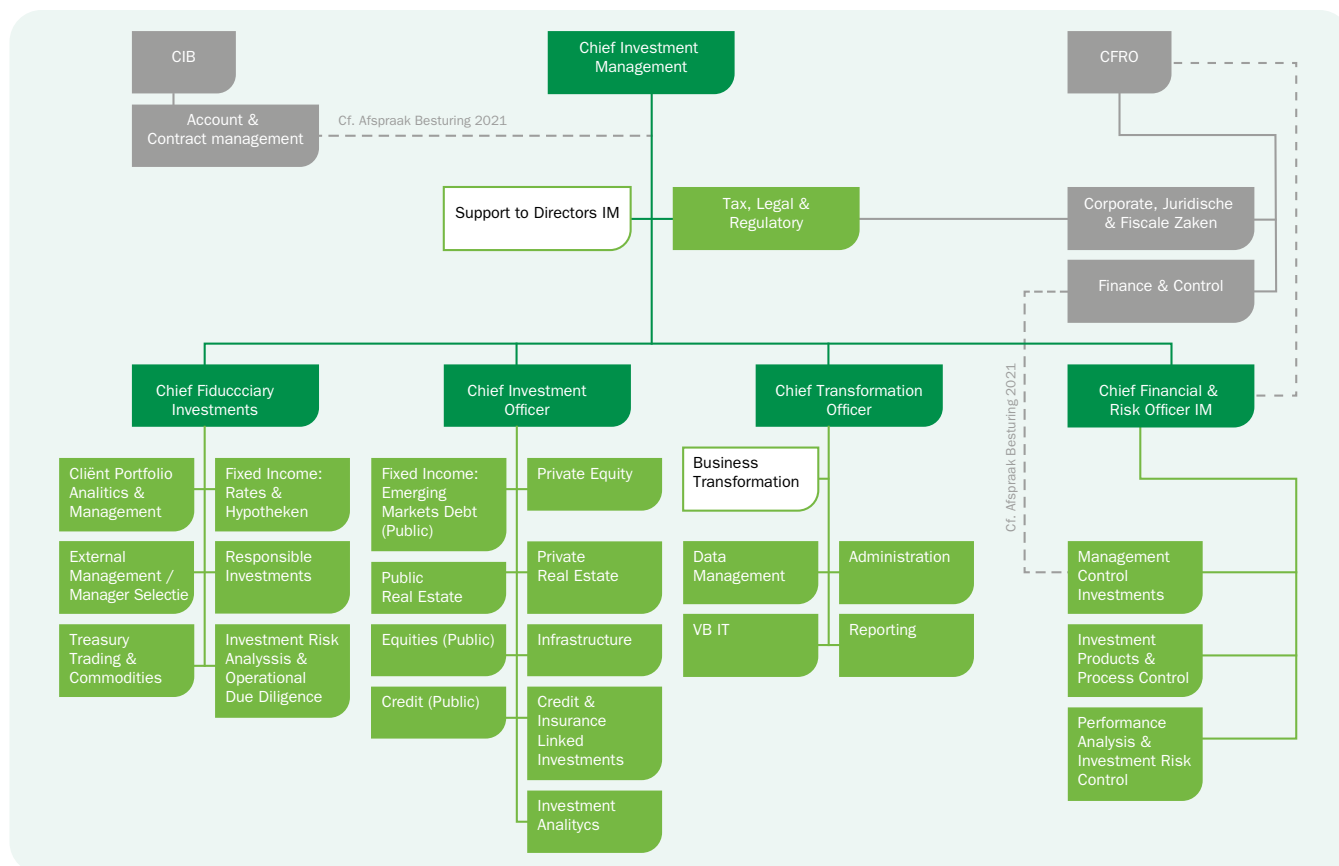 CIB
Chief Investment
Management
CFRO
Account &
Contract management
Cf. Afspraak Besturing 2021
Support to Directors IM
Tax, Legal &
Regulatory
Corporate, Juridische
& Fiscale Zaken
Finance & Control
Cf. Afspraak Besturing 2021
Chief Fiduccciary
Investments
Chief Investment
Officer
Chief Transformation
Officer
Chief Financial &
Risk Officer IM
Cliënt Portfolio
Analitics &
Management
Fixed Income:
Rates &
Hypotheken
External
Management /
Manager Selectie
Responsible
Investments
Treasury
Trading &
Commodities
Investment Risk
Analyssis &
Operational
Due Diligence
Fixed Income:
Emerging
Markets Debt
(Public)
Private Equity
Public
Real Estate
Private
Real Estate
Equities (Public)
Infrastructure
Credit (Public)
Credit &
Insurance
Linked
Investments
Investment
Analitycs
Business
Transformation
Data
Management
Administration
VB IT
Reporting
Management
Control
Investments
Investment
Products &
Process Control
Performance
Analysis &
Investment Risk
Control